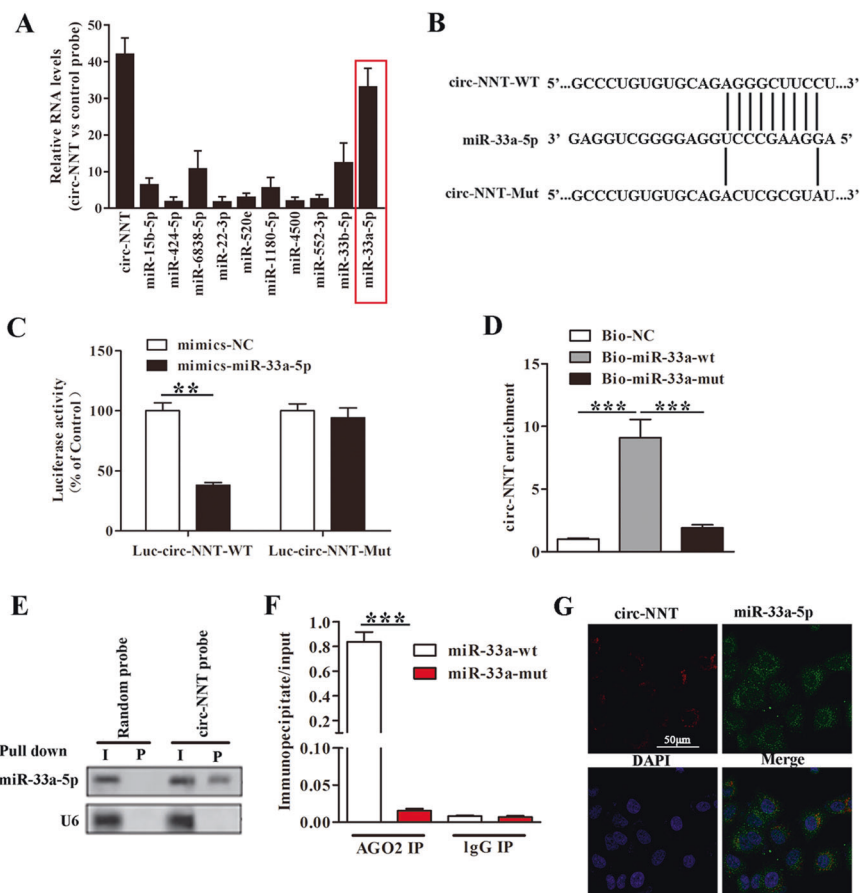 A
Relative RNA levels
(circ-NNT vs control probe)
50
40
30
20
10
0
circ-NNT
miR-15b-5p
miR-424-5p
miR-6838-5p
miR-22-3p
miR-520c
miR-1180-5p
miR-4500
miR-552-3p
miR-33b-5p
miR-33a-5p
B
circ-NNT-WT 5'...GCCCUGUGUGCAGAGGGCUUCCU...3'
miR-33a-5p 3' GAGGUCGGGGAGGUCCCGAAGGA 5'
circ-NNT-Mut 5'...GCCCUGUGUGCAGACUCGCGUAU...3'
C
mimics-NC
mimics-miR-33a-5p
Luciferase activity
(% of Control)
150
100
50
0
**
Luc-circ-NNT-WT Luc-circ-NNT-Mut
D
Bio-NC
Bio-miR-33a-wt
Bio-miR-33a-mut
circ-NNT enrichment
15
10
5
0
*** ***
E
Random probe
circ-NNT probe
Pull down I P I P
miR-33a-5p
U6
F
Immunopecipitate/input
1.0
0.8
0.6
0.4
0.2
0.10
0.05
0.00
***
miR-33a-wt
miR-33a-mut
AGO2 IP IgG IP
G
circ-NNT miR-33a-5p
50μm
DAPI Merge